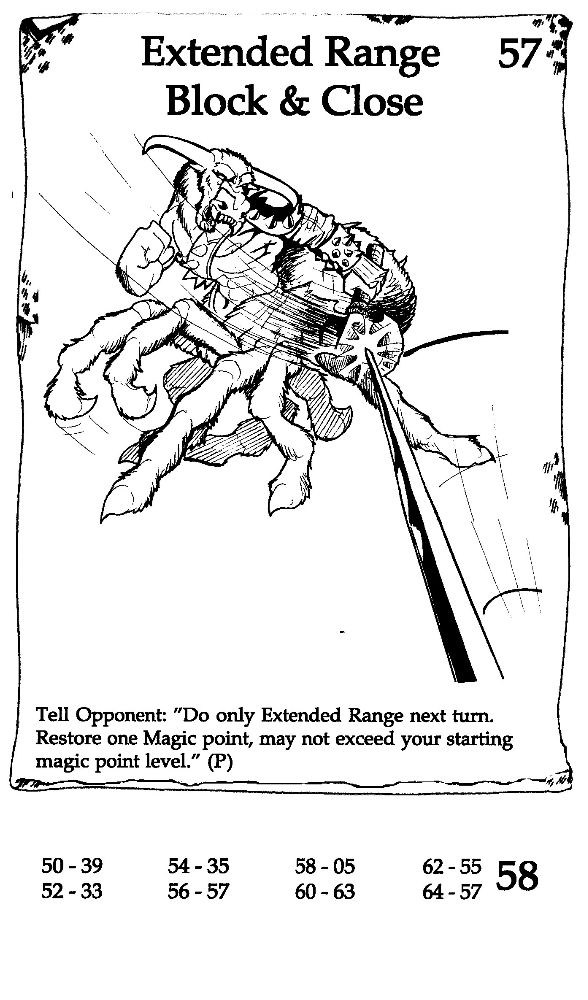 Extended Range 57
Block & Close
Tell Opponent: "Do only Extended Range next turn.
Restore one Magic point, may not exceed your starting
magic point level." (P)
50 - 39 54 - 35 58 - 05 62 - 55 58
52 - 33 56 - 57 60 - 63 64 - 57